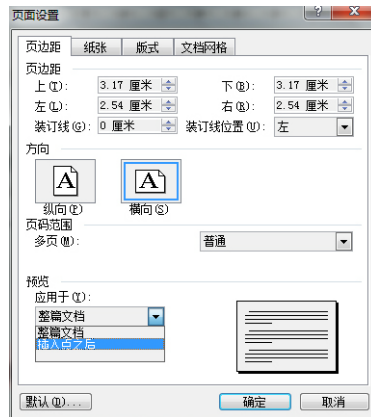 页面设置
页边距 纸张 版式 文档网格
页边距
上(T): 3.17 厘米 下(B): 3.17 厘米
左(L): 2.54 厘米 右(R): 2.54 厘米
装订线(G): 0 厘米 装订线位置(U): 左
方向
A A
纵向(P) 横向(S)
页码范围
多页(M): 普通
预览
应用于(Y):
整篇文档
整篇文档
插入点之后
默认(D)... 确定 取消